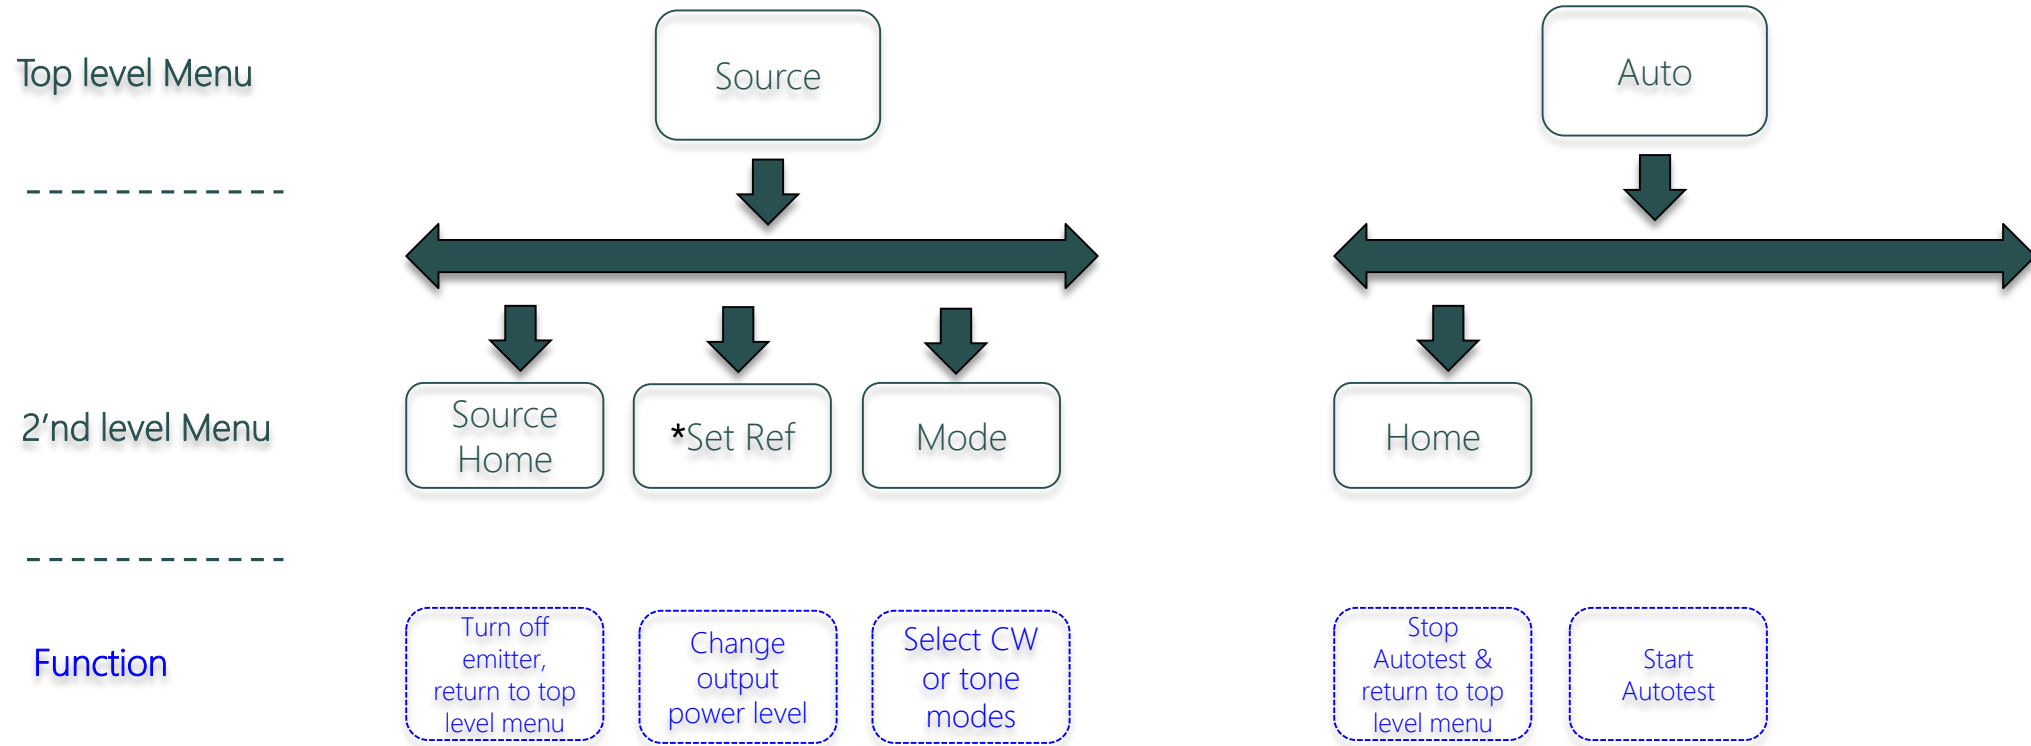 Top level Menu
Source
Auto
2'nd level Menu
Source
Home
*Set Ref
Mode
Home
Function
Turn off
emitter,
return to top
level menu
Change
output
power level
Select CW
or tone
modes
Stop
Autotest &
return to top
level menu
Start
Autotest